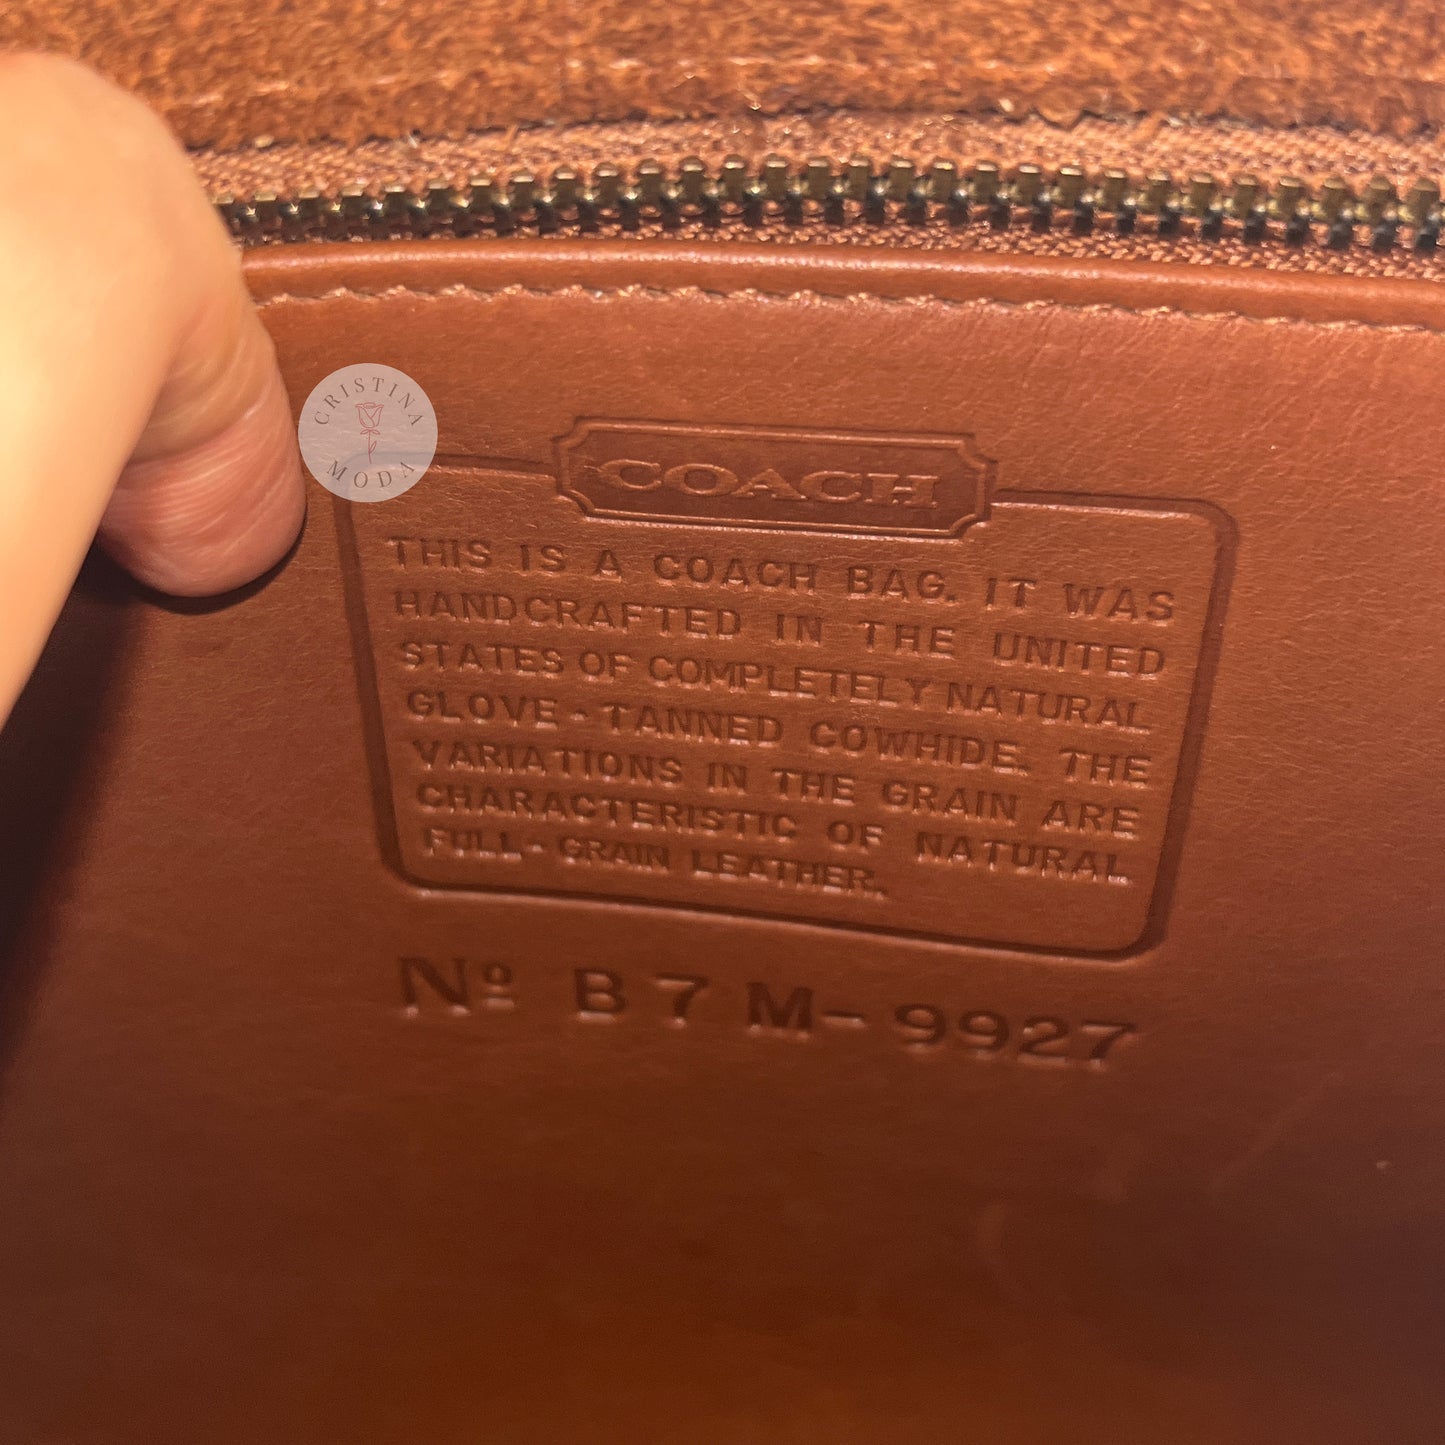 CRISTINA
MODA
COACH
THIS IS A COACH BAG. IT WAS
HANDCRAFTED IN THE UNITED
STATES OF COMPLETELY NATURAL
GLOVE-TANNED COWHIDE. THE
VARIATIONS IN THE GRAIN ARE
CHARACTERISTIC OF NATURAL
FULL-GRAIN LEATHER.
Nº B7M-9927